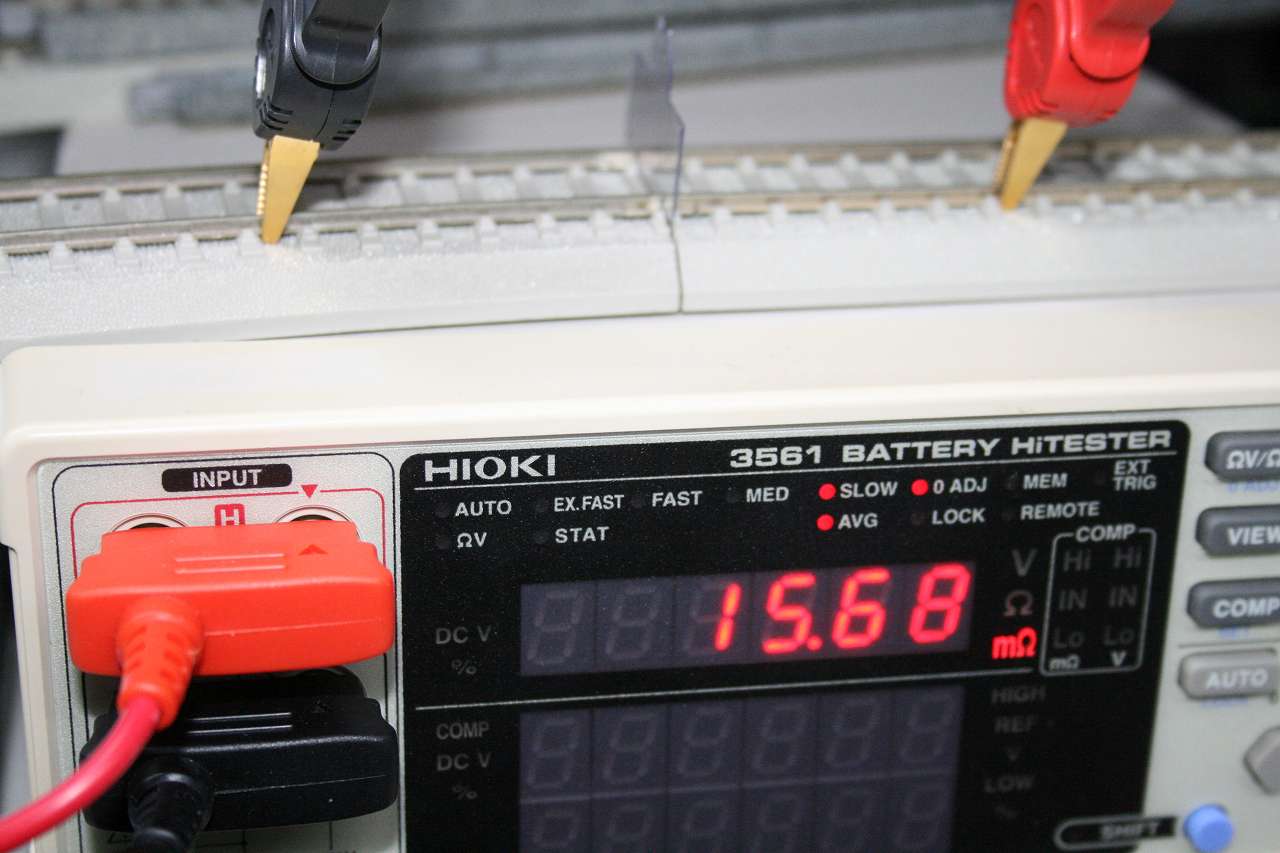 INPUT
H
HIOKI 3561 BATTERY HiTESTER
AUTO EX.FAST FAST MED SLOW 0 ADJ MEM EXT TRIG
ΩV STAT AVG LOCK REMOTE
COMP
V Hi Hi
Ω IN IN
mΩ Lo Lo
mΩ V
DC V
%
15.68
COMP
DC V
%
HIGH
REF
LOW
ΩV/Ω
VIEW
COMP
AUTO
SHIFT